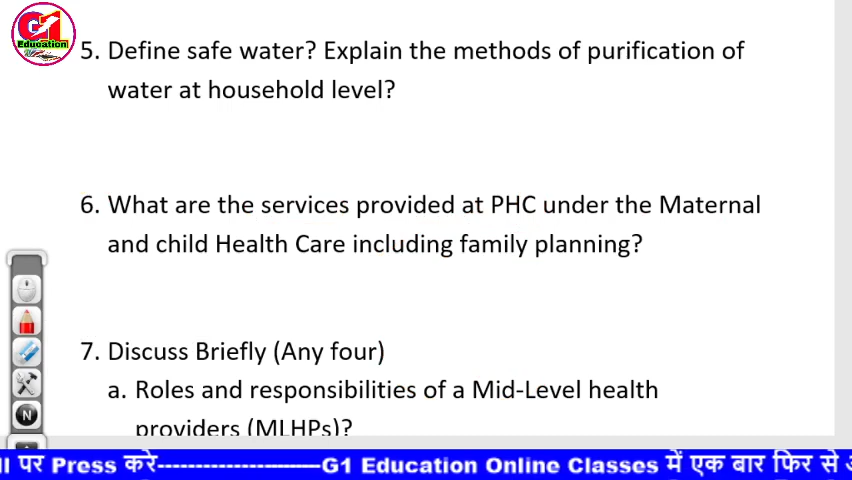 G1
Education
5. Define safe water? Explain the methods of purification of
water at household level?
6. What are the services provided at PHC under the Maternal
and child Health Care including family planning?
7. Discuss Briefly (Any four)
a. Roles and responsibilities of a Mid-Level health
providers (MLHPs)?
N
पर Press करे----------------------G1 Education Online Classes में एक बार फिर से